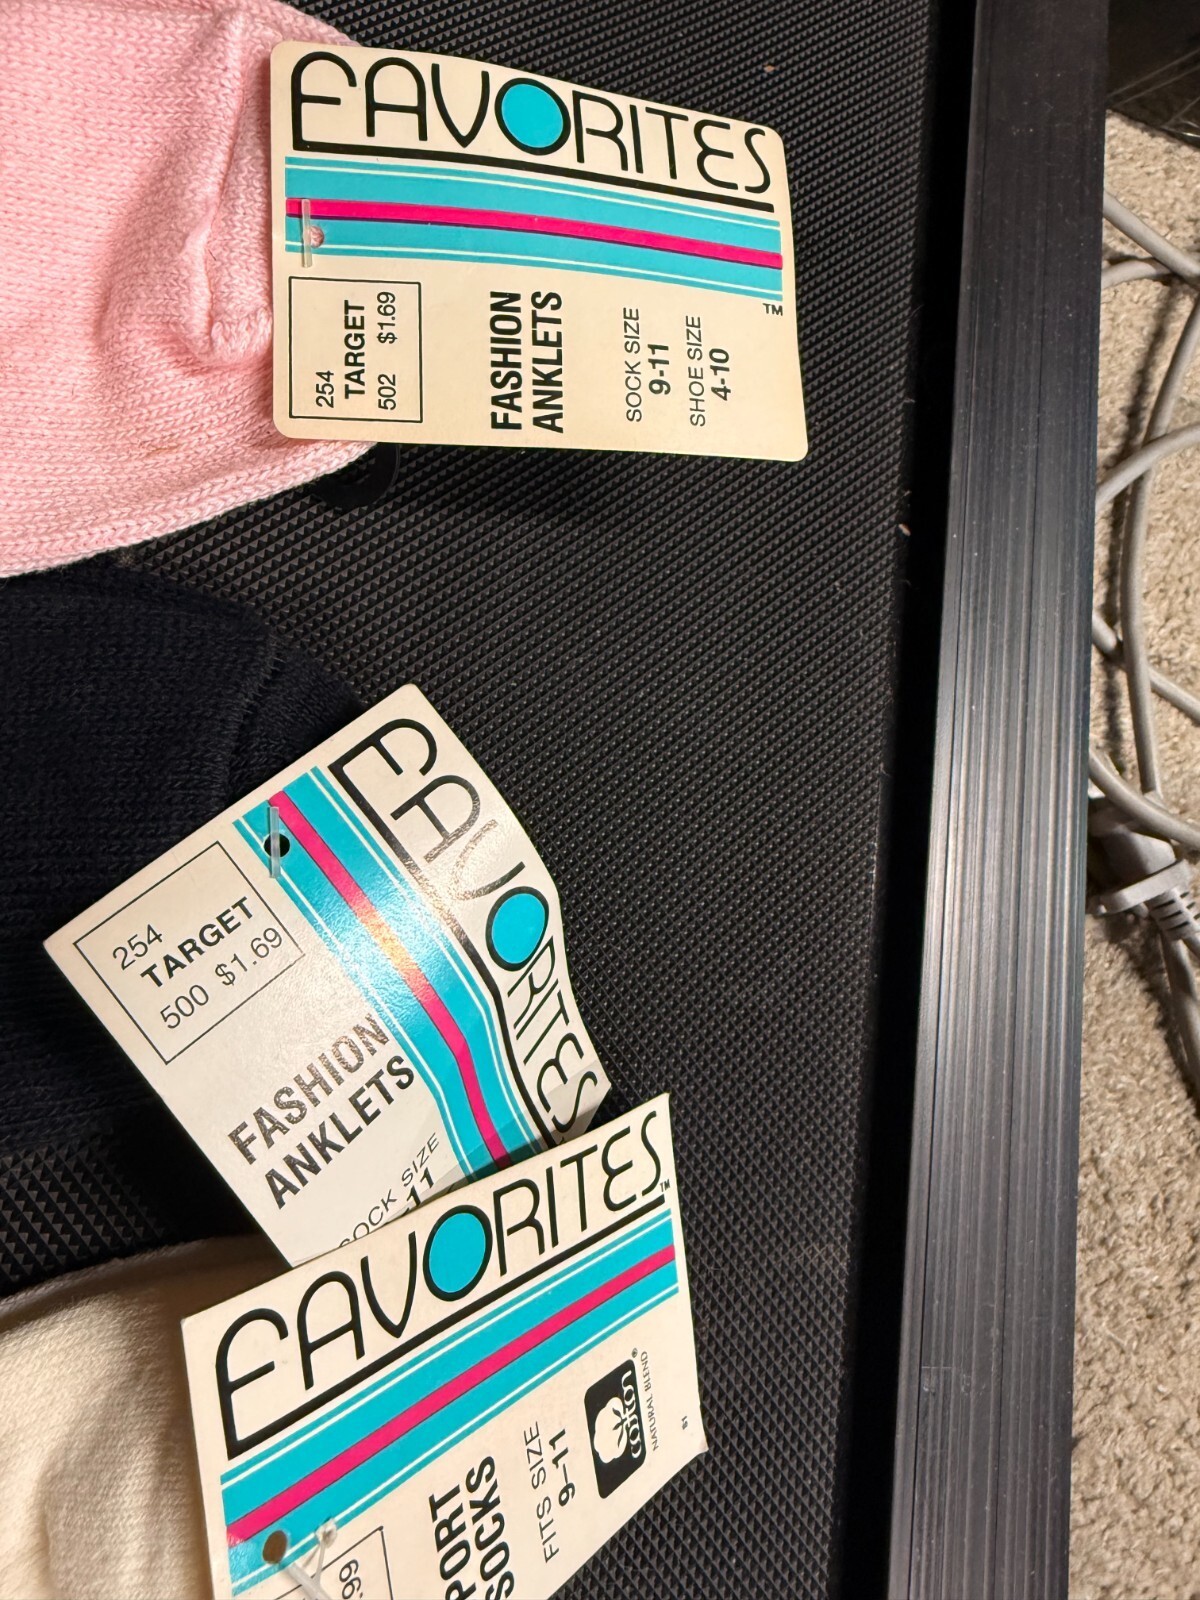 FAVORITES
TM
254
TARGET
502 $1.69
FASHION
ANKLETS
SOCK SIZE
9-11
SHOE SIZE
4-10
FAVORITES
254
TARGET
500 $1.69
FASHION
ANKLETS
SOCK SIZE
-11
FAVORITES
TM
.99
PORT
SOCKS
FITS SIZE
9-11
cotton
NATURAL BLEND®